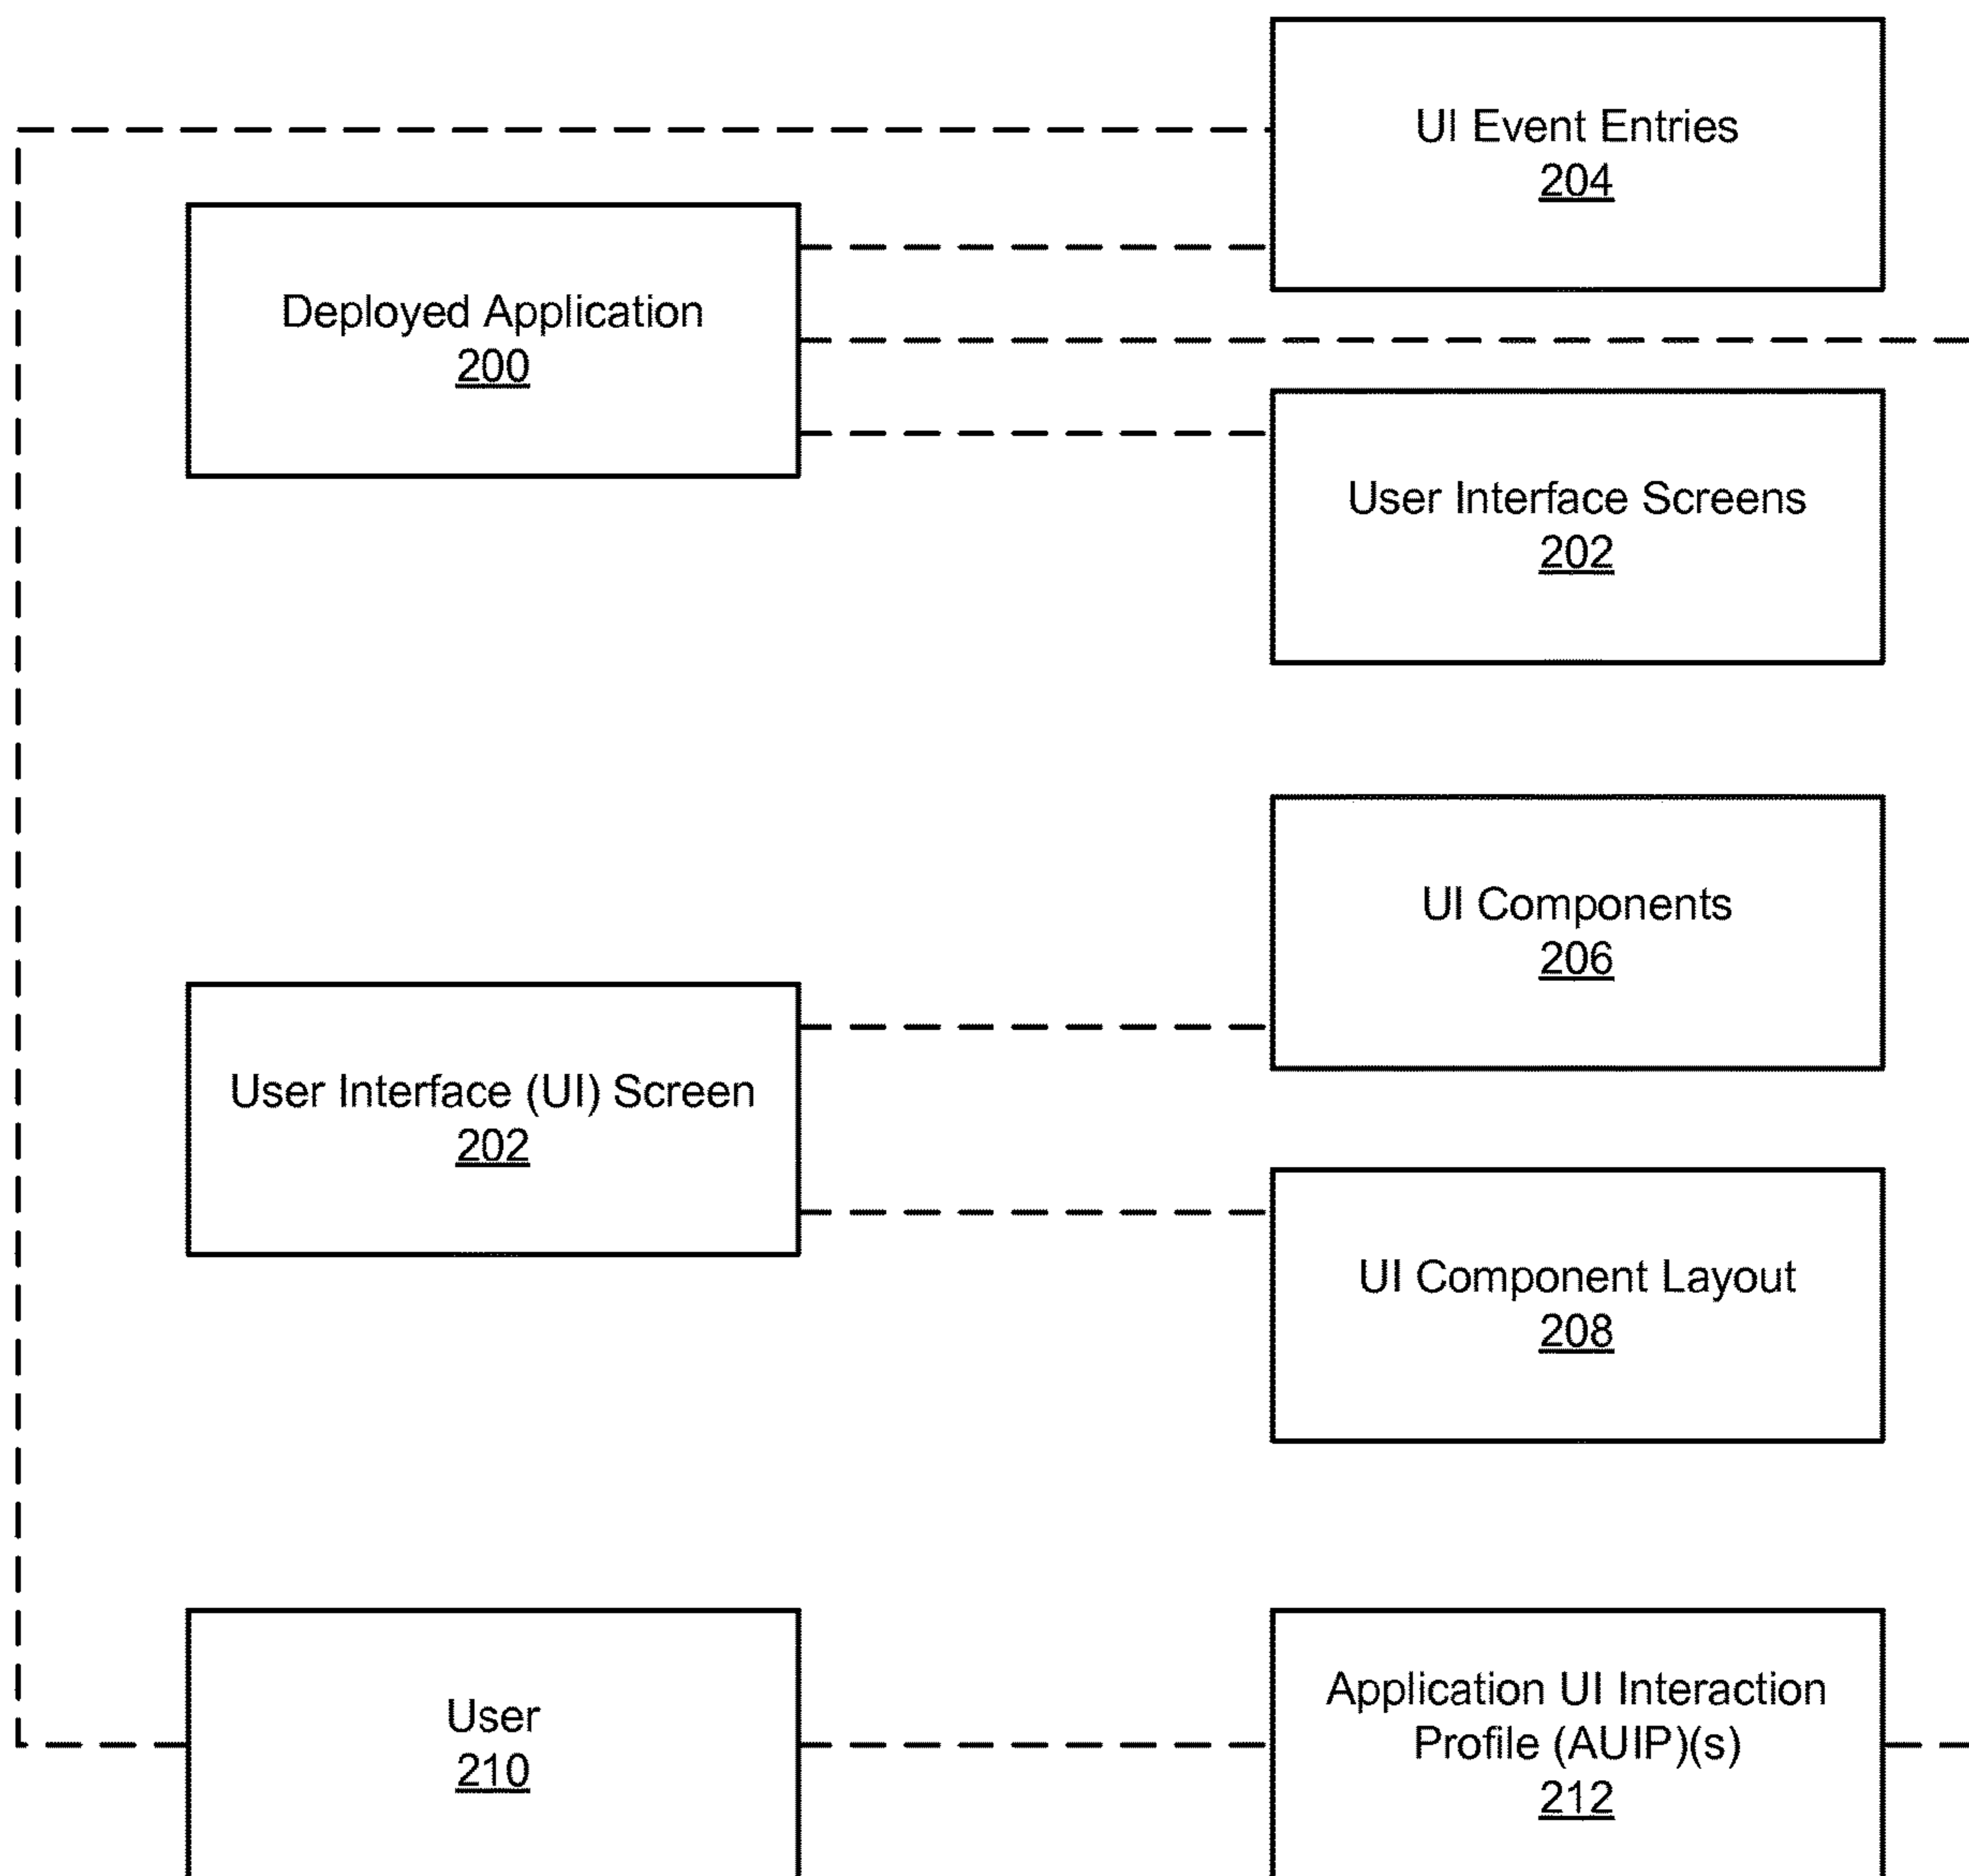 UI Event Entries
204
Deployed Application
200
User Interface Screens
202
UI Components
206
User Interface (UI) Screen
202
UI Component Layout
208
User
210
Application UI Interaction
Profile (AUIP)(s)
212